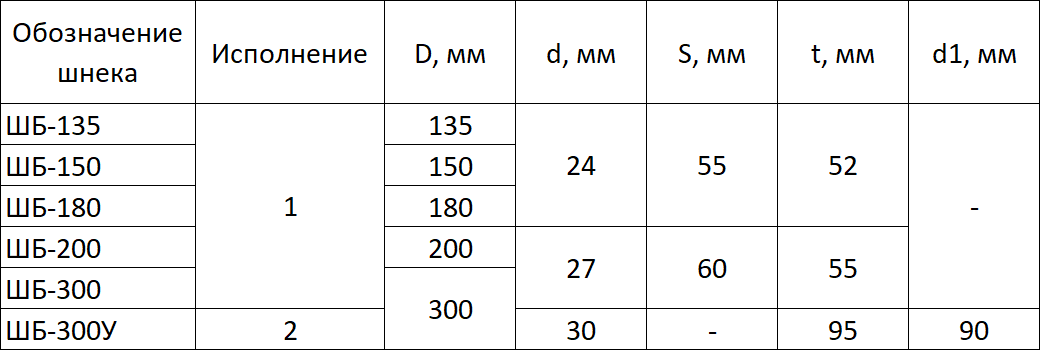 Обозначение
шнека
Исполнение
D, мм
d, мм
S, мм
t, мм
d1, мм
ШБ-135
135
ШБ-150
150
24
55
52
ШБ-180
1
180
-
ШБ-200
200
ШБ-300
27
60
55
300
ШБ-300У
2
30
-
95
90